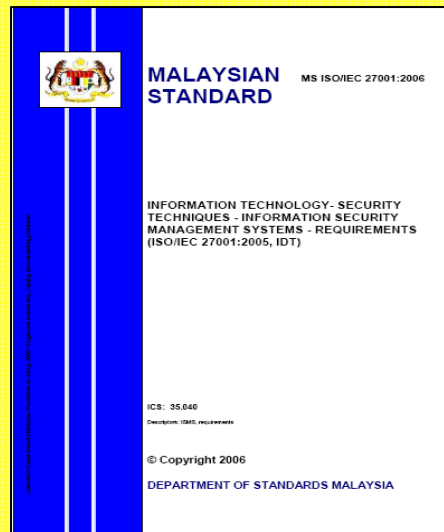 MALAYSIAN
STANDARD
MS ISO/IEC 27001:2006
INFORMATION TECHNOLOGY- SECURITY
TECHNIQUES - INFORMATION SECURITY
MANAGEMENT SYSTEMS - REQUIREMENTS
(ISO/IEC 27001:2005, IDT)
ICS: 35.040
Descriptors: ISMS, requirements
© Copyright 2006
DEPARTMENT OF STANDARDS MALAYSIA